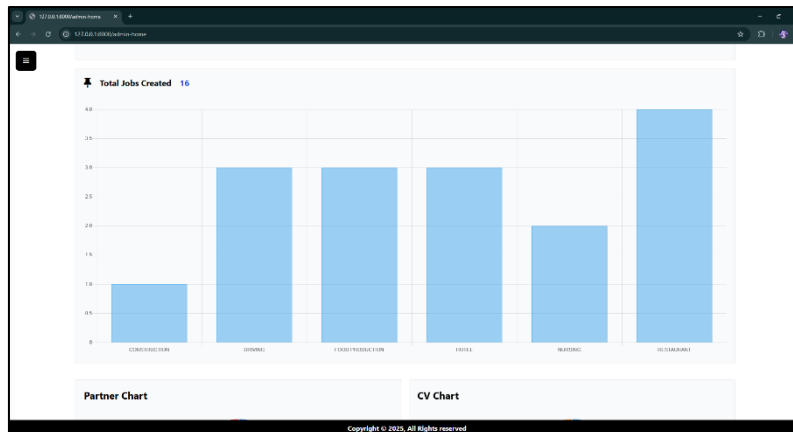 127.0.0.1:8000/admin-home
127.0.0.1:8000/admin-home
Total Jobs Created 16
4.0
3.5
3.0
2.5
2.0
1.5
1.0
0.5
0
CONSTRUCTION DRIVING FOOD PRODUCTION HOTEL NURSING RESTAURANT
Partner Chart CV Chart
Copyright © 2025, All Rights reserved